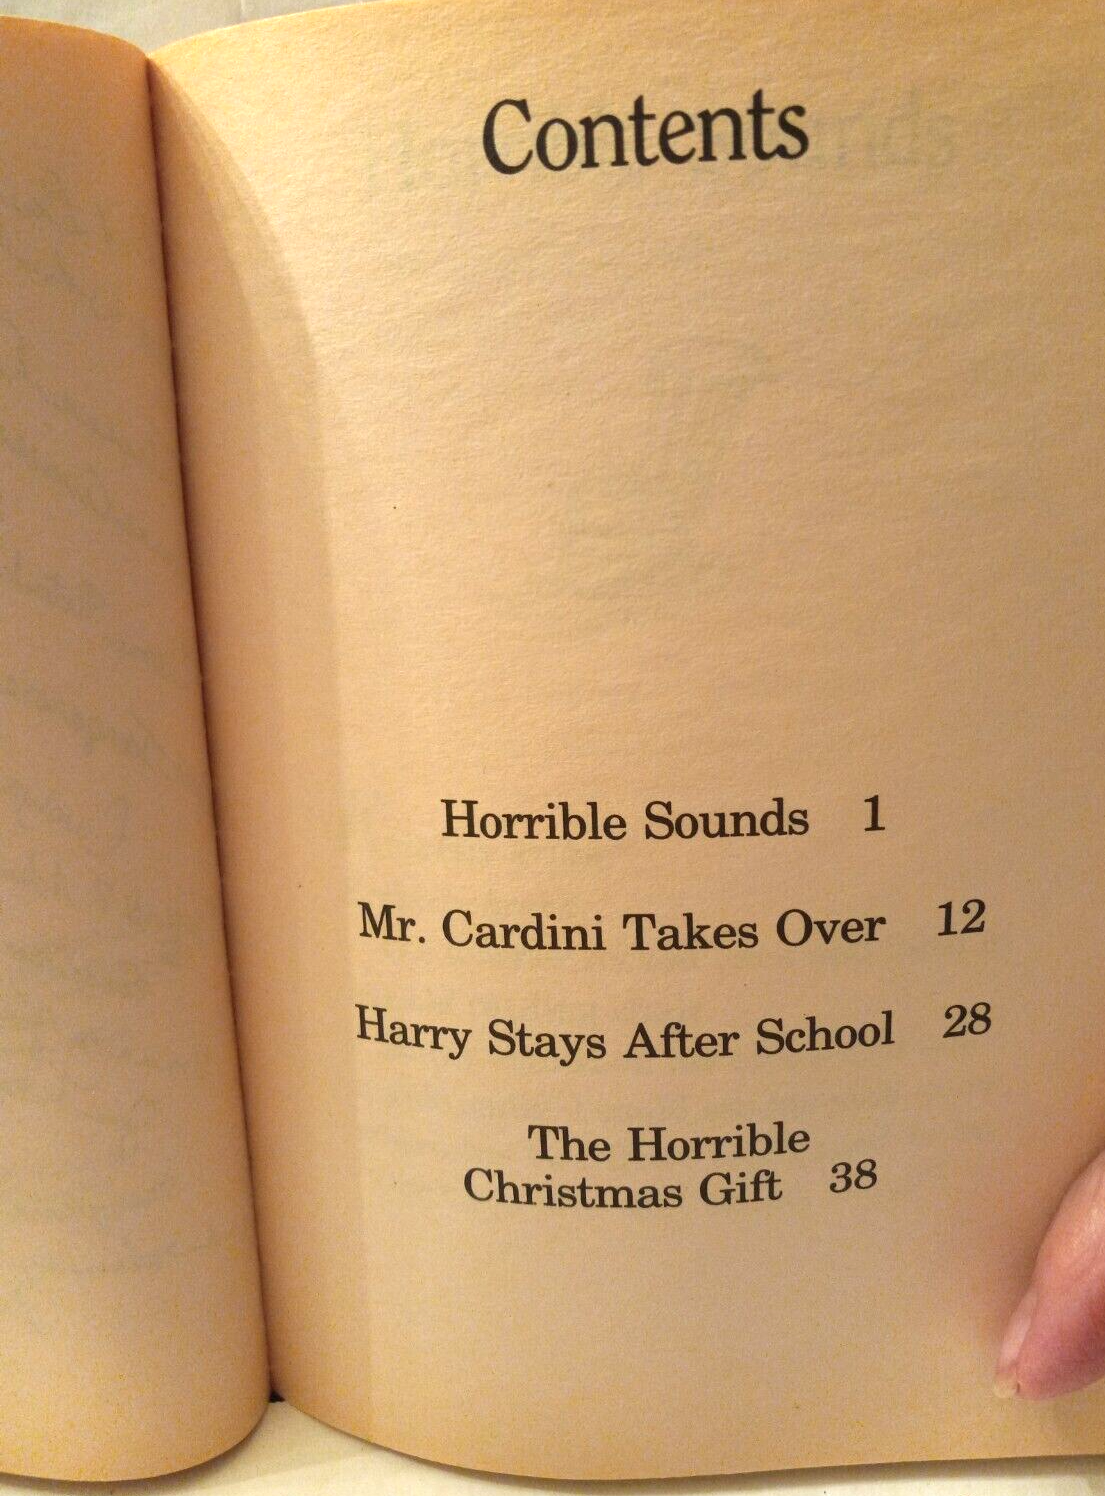 Contents
Horrible Sounds 1
Mr. Cardini Takes Over 12
Harry Stays After School 28
The Horrible
Christmas Gift 38